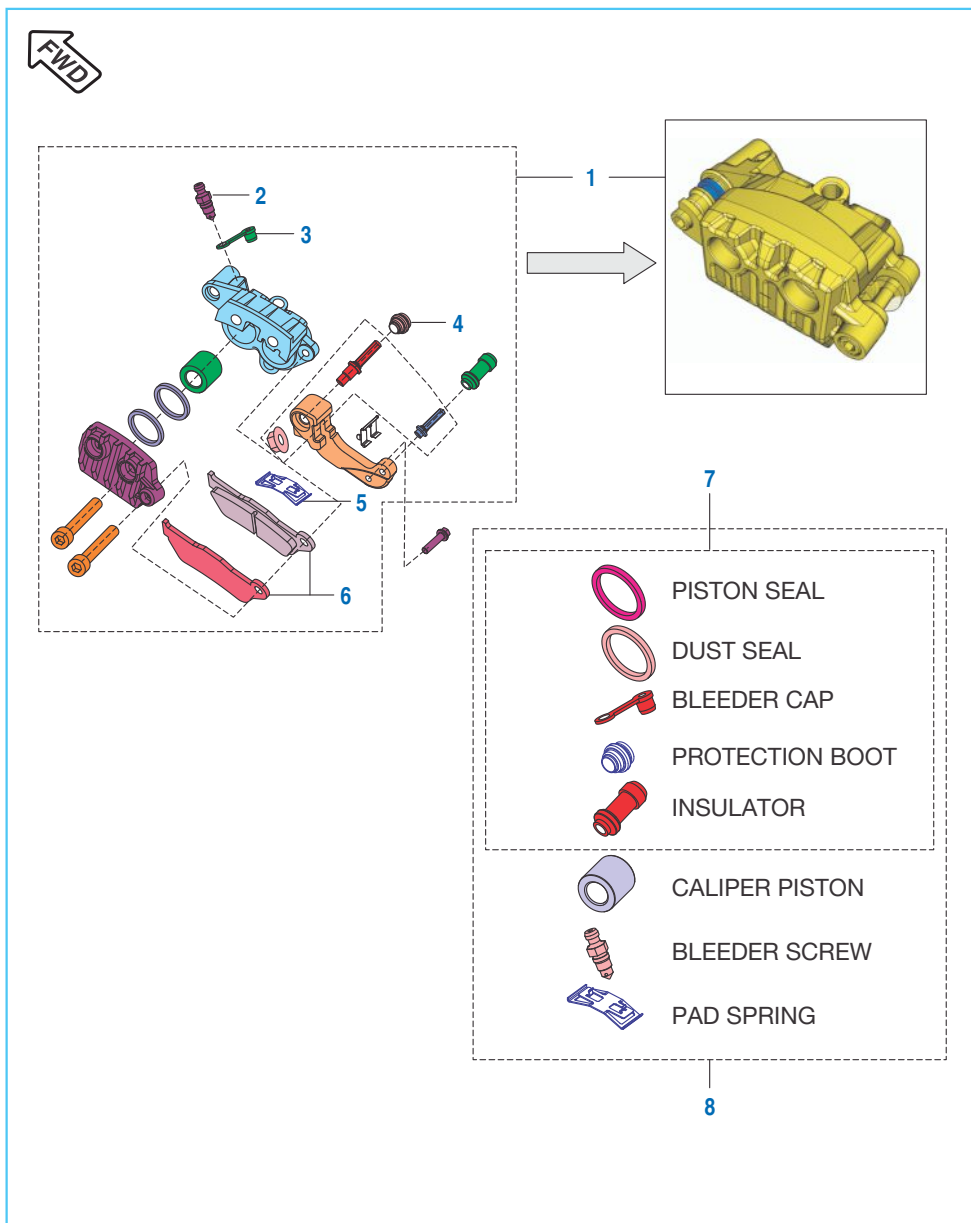 FWD
1
2
3
4
5
6
7
PISTON SEAL
DUST SEAL
BLEEDER CAP
PROTECTION BOOT
INSULATOR
CALIPER PISTON
BLEEDER SCREW
PAD SPRING
8